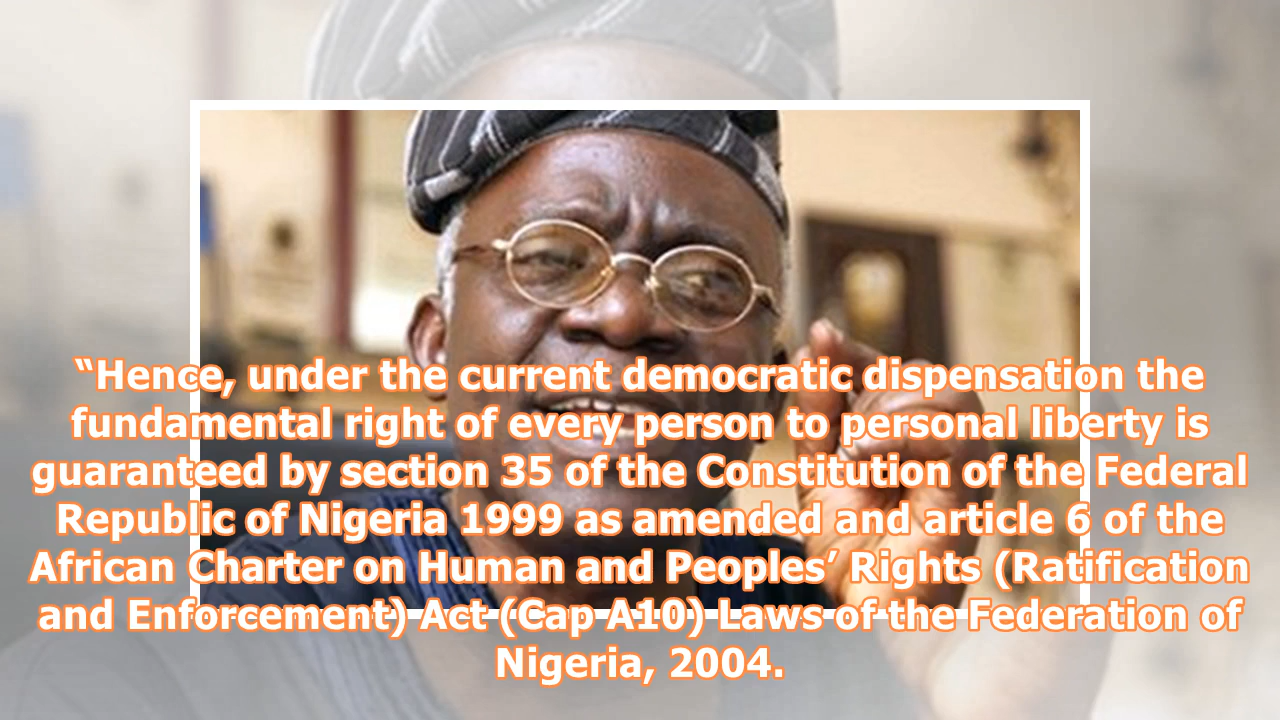 “Hence, under the current democratic dispensation the
fundamental right of every person to personal liberty is
guaranteed by section 35 of the Constitution of the Federal
Republic of Nigeria 1999 as amended and article 6 of the
African Charter on Human and Peoples’ Rights (Ratification
and Enforcement) Act (Cap A10) Laws of the Federation of
Nigeria, 2004.